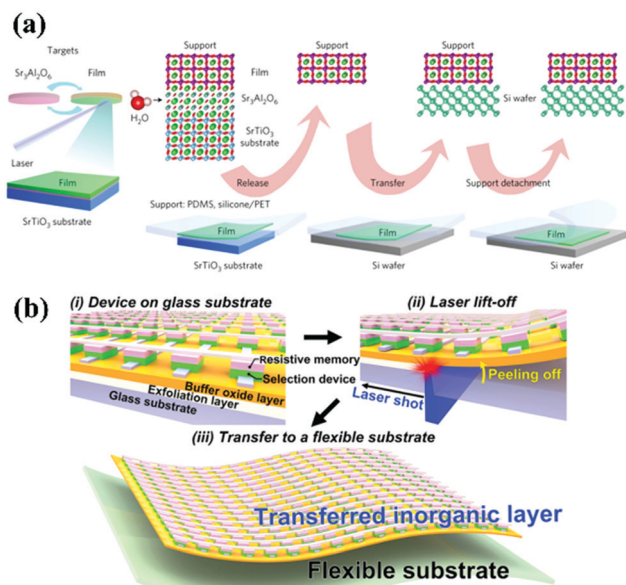 (a)
Targets
Sr₃Al₂O₆
Film
H₂O
Laser
Film
SrTiO₃ substrate
Support
Film
Sr₃Al₂O₆
SrTiO₃
substrate
Support
Support
Support
Si wafer
Release
Transfer
Support detachment
Support: PDMS, silicone/PET
Film
SrTiO₃ substrate
Film
Si wafer
Film
Si wafer
(b)
(i) Device on glass substrate
Resistive memory
Selection device
Buffer oxide layer
Exfoliation layer
Glass substrate
(ii) Laser lift-off
Laser shot
Peeling off
(iii) Transfer to a flexible substrate
Transferred inorganic layer
Flexible substrate